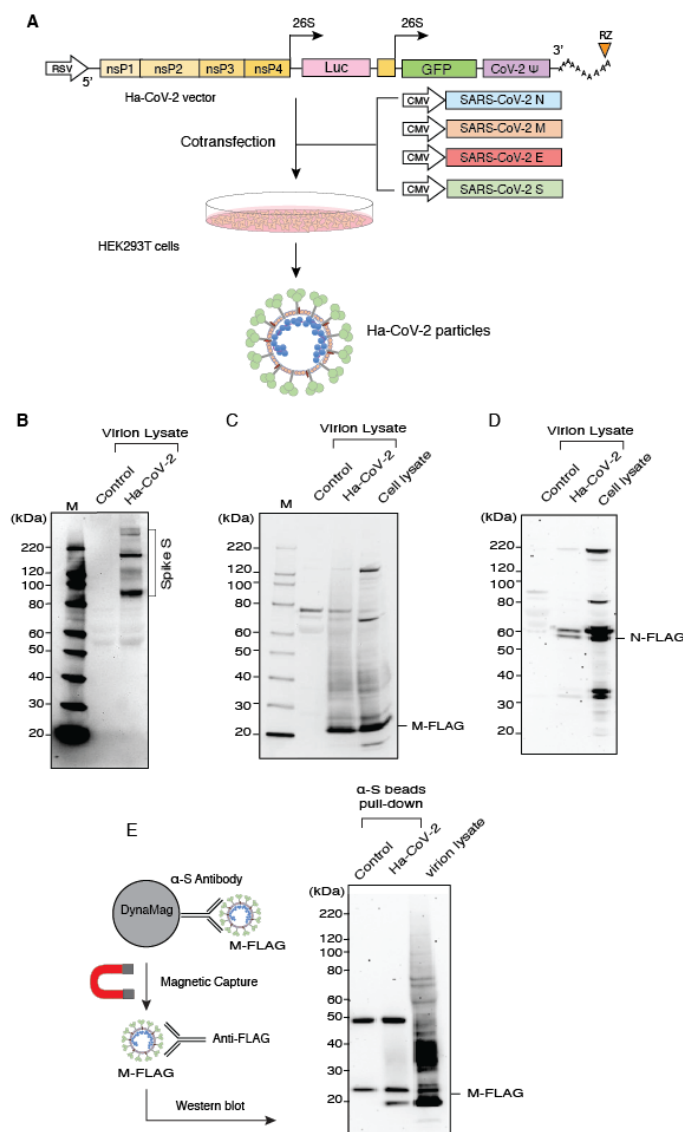 A
RSV 5' nsP1 nsP2 nsP3 nsP4 26S Luc 26S GFP CoV-2 Ψ 3' AAAAAAAA RZ
Ha-CoV-2 vector
Cotransfection
CMV SARS-CoV-2 N
CMV SARS-CoV-2 M
CMV SARS-CoV-2 E
CMV SARS-CoV-2 S
HEK293T cells
Ha-CoV-2 particles
B
Virion Lysate
(kDa) M Control Ha-CoV-2
220
120
100
80
60
50
40
30
20
Spike S
C
Virion Lysate
(kDa) M Control Ha-CoV-2 Cell lysate
220
120
100
80
60
50
40
30
20
M-FLAG
D
Virion Lysate
(kDa) Control Ha-CoV-2 Cell lysate
220
120
100
80
60
50
40
30
20
N-FLAG
E
α-S Antibody
DynaMag
M-FLAG
Magnetic Capture
Anti-FLAG
M-FLAG
Western blot
α-S beads
pull-down
(kDa) Control Ha-CoV-2 virion lysate
220
120
100
80
60
50
40
30
20
M-FLAG